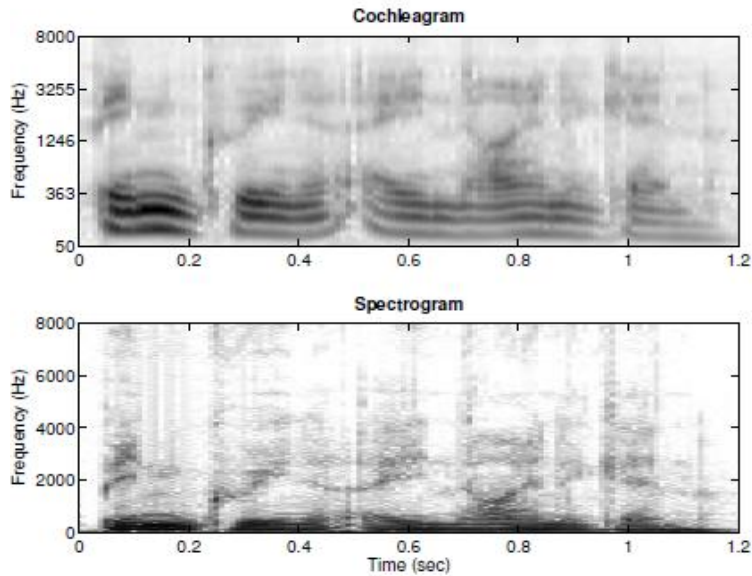 Cochleagram
8000
3255
1246
363
50
Frequency (Hz)
0 0.2 0.4 0.6 0.8 1 1.2
Spectrogram
8000
6000
4000
2000
0
Frequency (Hz)
0 0.2 0.4 0.6 0.8 1 1.2
Time (sec)